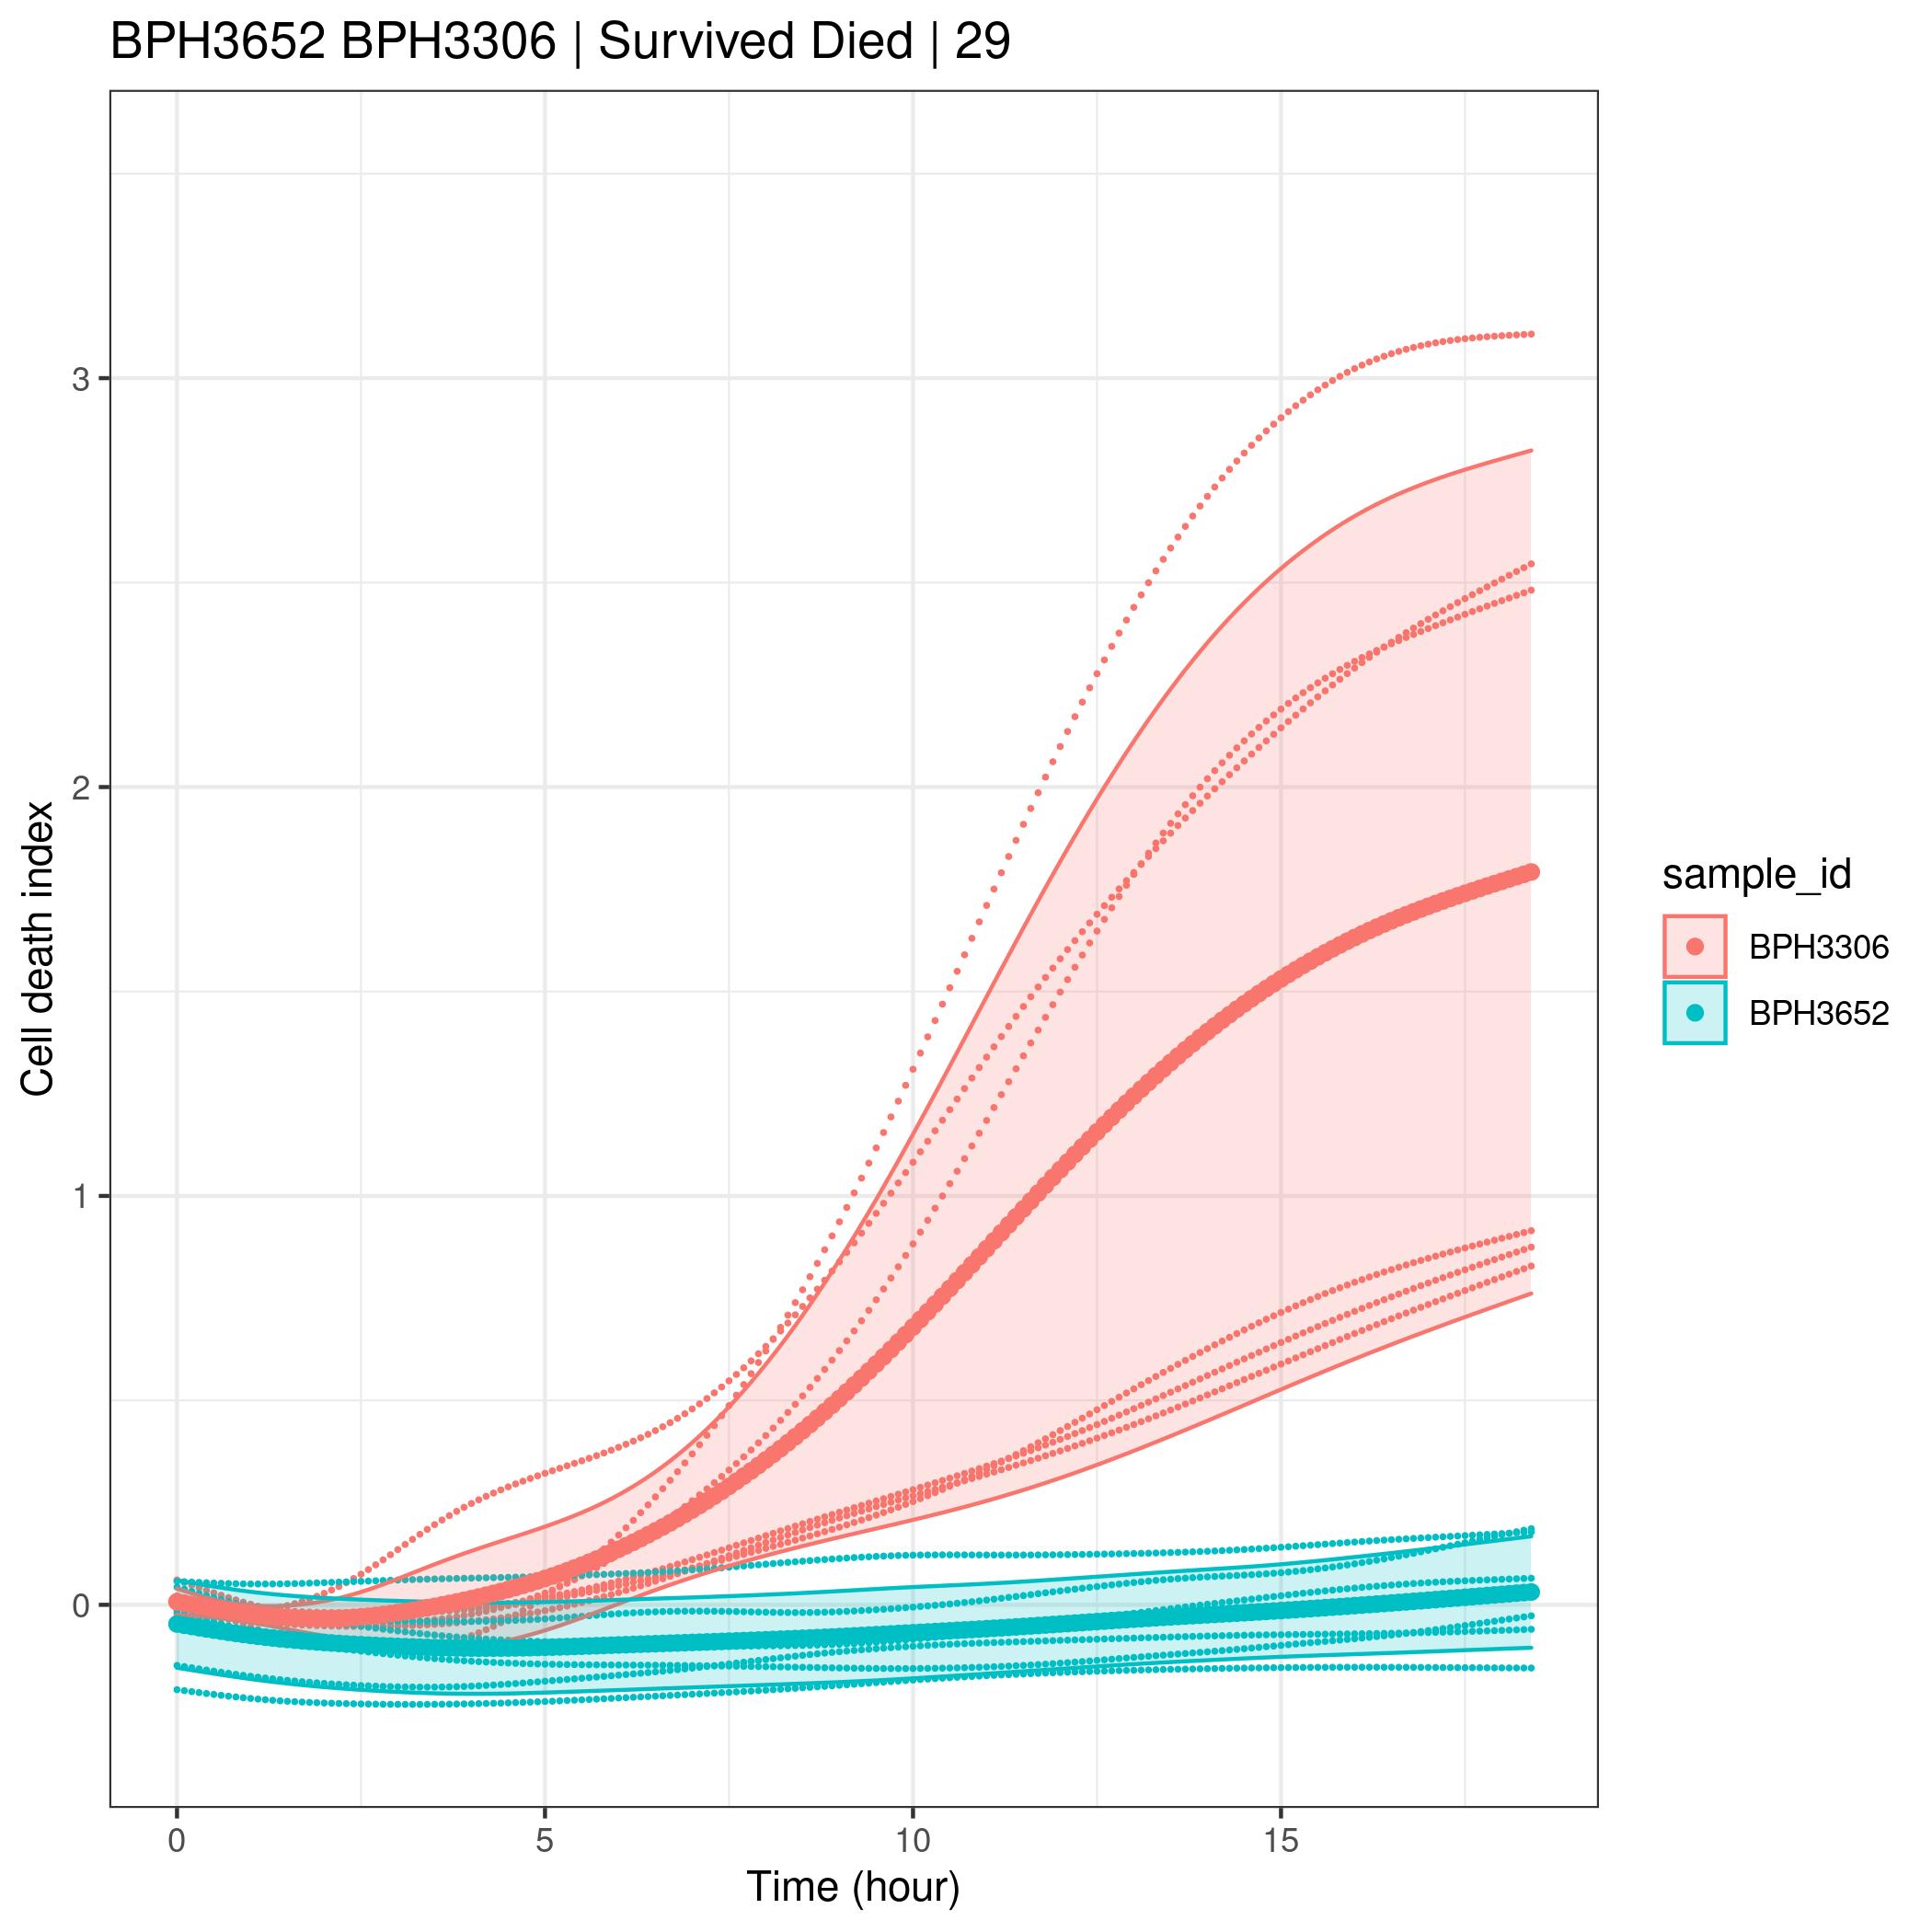 BPH3652 BPH3306 | Survived Died | 29
3
2
1
0
Cell death index
0 5 10 15
Time (hour)
sample_id
BPH3306
BPH3652